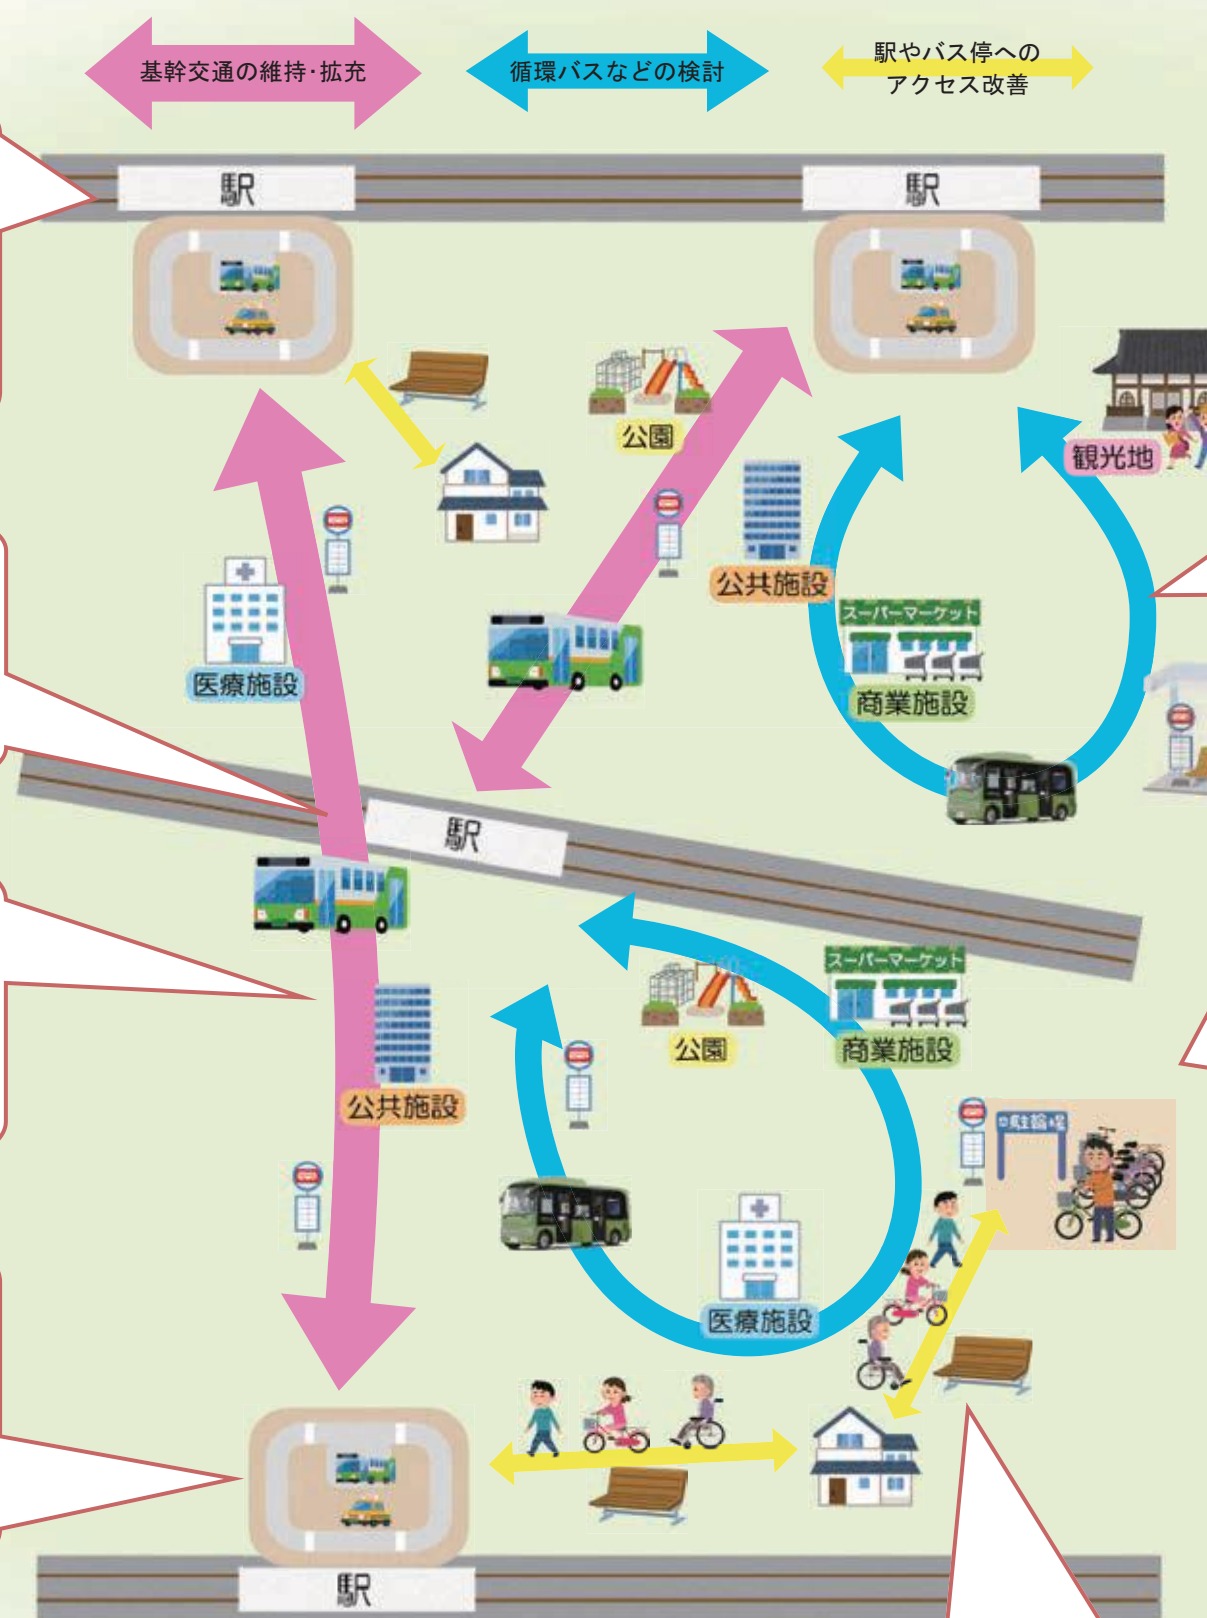 基幹交通の維持・拡充
循環バスなどの検討
駅やバス停への
アクセス改善
駅
駅
公園
観光地
公共施設
スーパーマーケット
商業施設
医療施設
駅
スーパーマーケット
公園
商業施設
公共施設
駐輪場
医療施設
駅